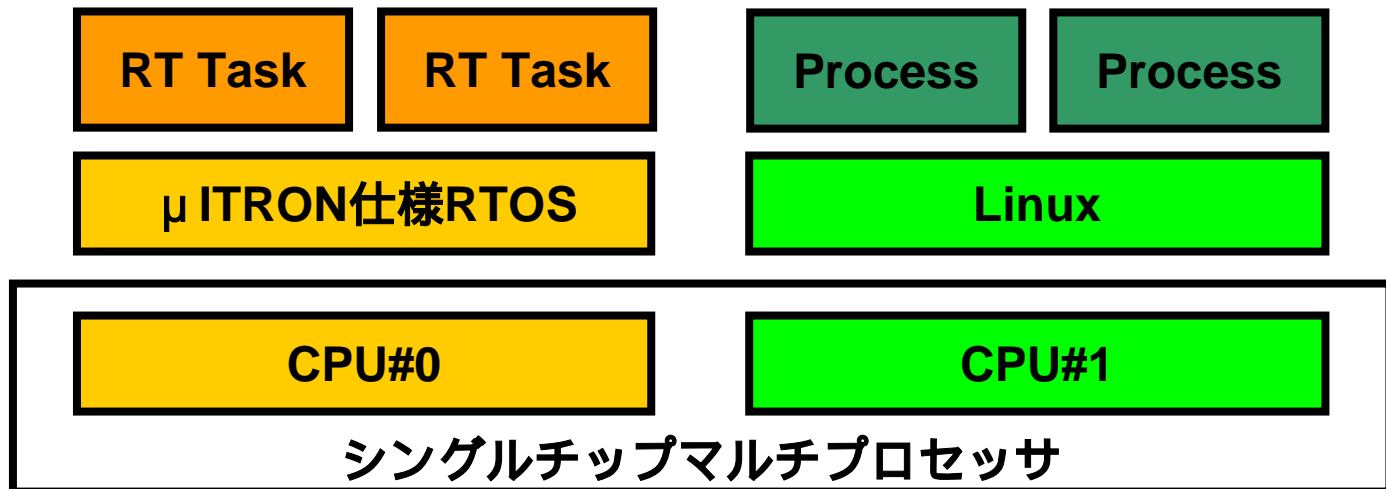 RT Task
RT Task
Process
Process
μ ITRON仕様RTOS
Linux
CPU#0
CPU#1
シングルチップマルチプロセッサ